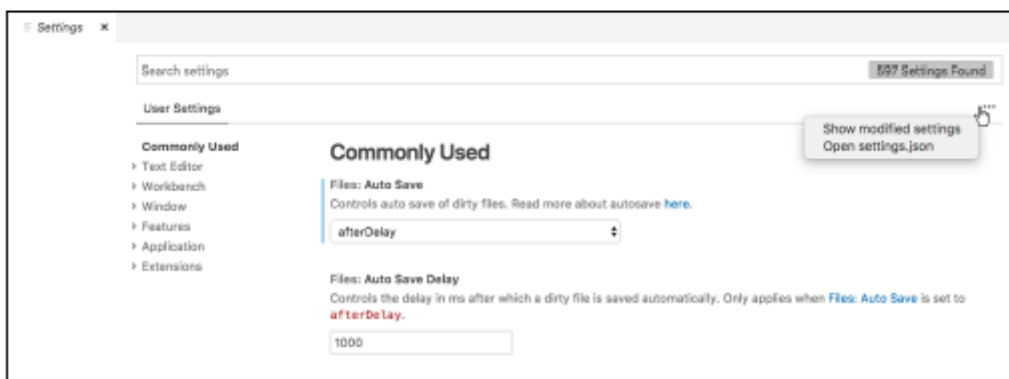 Settings ×
Search settings
597 Settings Found
User Settings
...
Show modified settings
Open settings.json
Commonly Used
Text Editor
Workbench
Window
Features
Application
Extensions
Commonly Used
Files: Auto Save
Controls auto save of dirty files. Read more about autosave here.
afterDelay
Files: Auto Save Delay
Controls the delay in ms after which a dirty file is saved automatically. Only applies when Files: Auto Save is set to
afterDelay.
1000